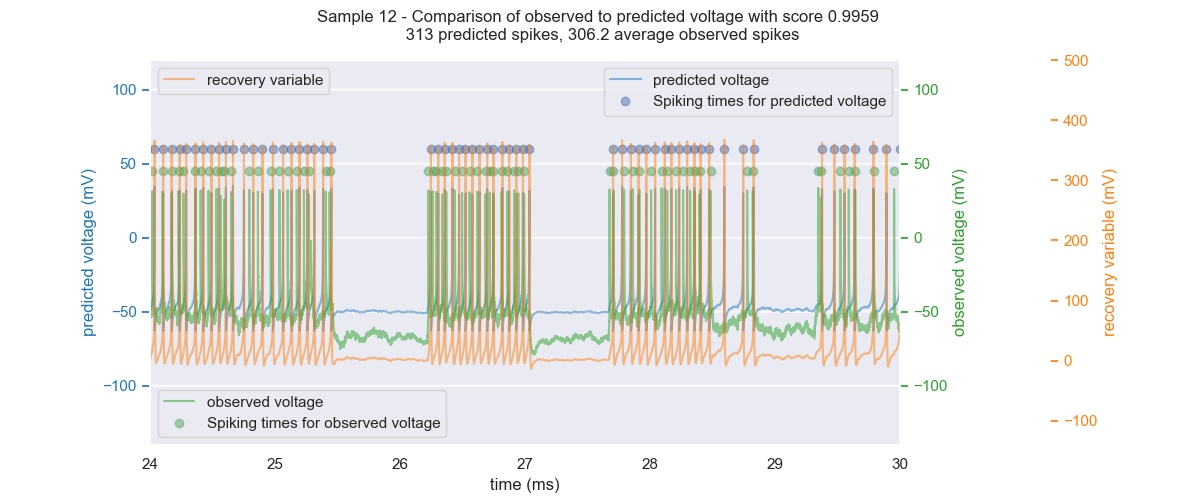 Sample 12 - Comparison of observed to predicted voltage with score 0.9959
313 predicted spikes, 306.2 average observed spikes
recovery variable
predicted voltage
Spiking times for predicted voltage
observed voltage
Spiking times for observed voltage
predicted voltage (mV)
100
50
0
−50
−100
observed voltage (mV)
100
50
0
−50
−100
recovery variable (mV)
500
400
300
200
100
0
−100
24 25 26 27 28 29 30
time (ms)